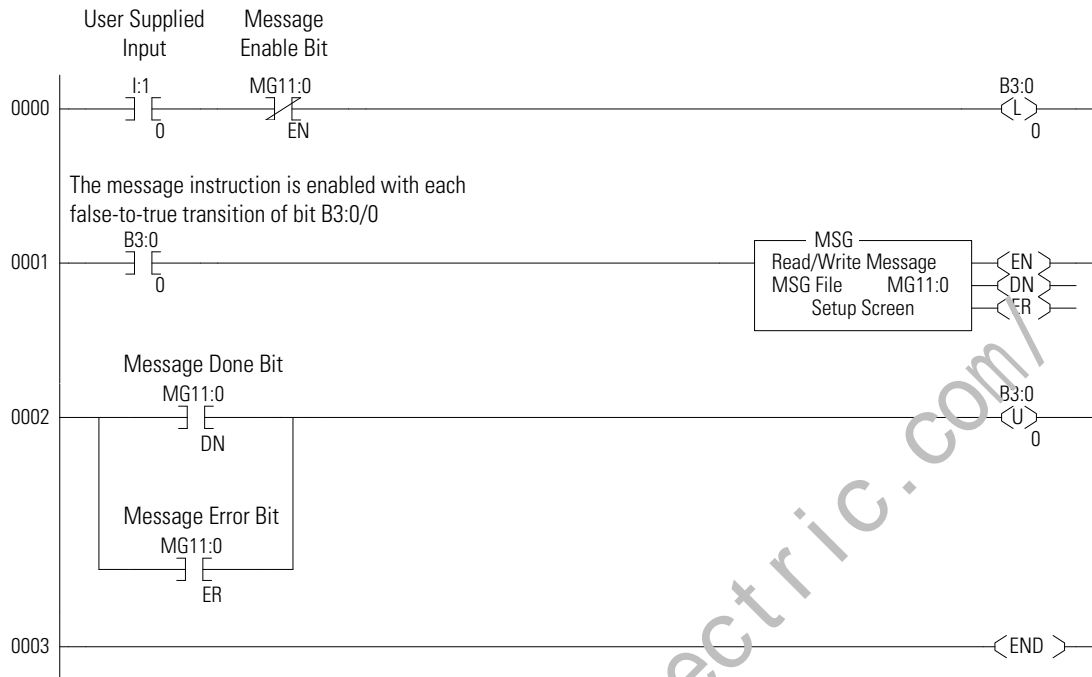 User Supplied Input
Message Enable Bit
I:1
MG11:0
B3:0
0000
L
0
EN
0
The message instruction is enabled with each
false-to-true transition of bit B3:0/0
B3:0
0001
0
MSG
Read/Write Message
MSG File MG11:0
Setup Screen
EN
DN
ER
Message Done Bit
MG11:0
B3:0
0002
U
DN
0
Message Error Bit
MG11:0
ER
0003
END
ectric.com/